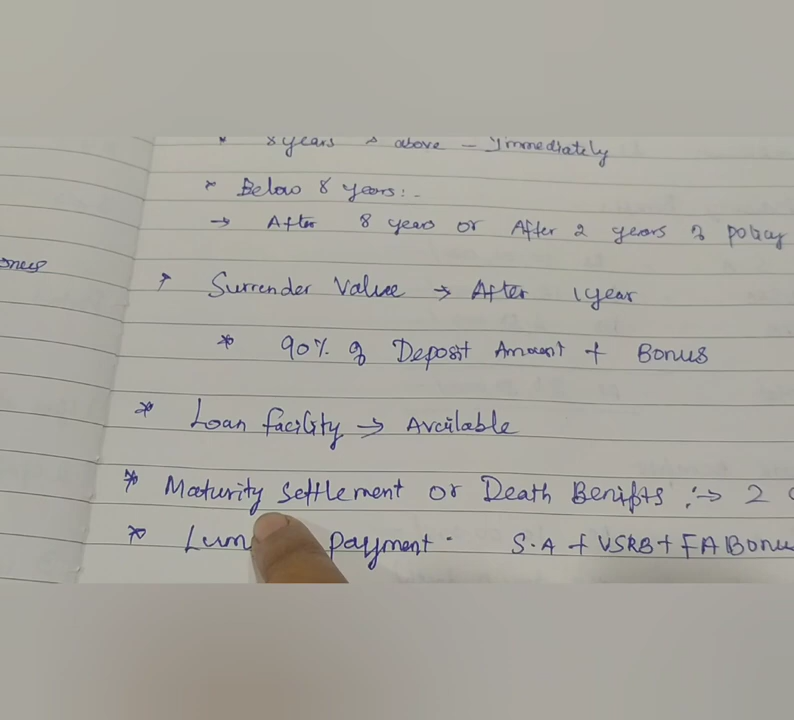 * 8 years & above - Immediately
* Below 8 years:-
→ After 8 years or After 2 years of policy
* Surrender Value → After 1 year
* 90% of Deposit Amount + Bonus
* Loan facility → Available
* Maturity Settlement or Death Benifits :→ 2
* payment. S.A + VSRB + FA Bonus